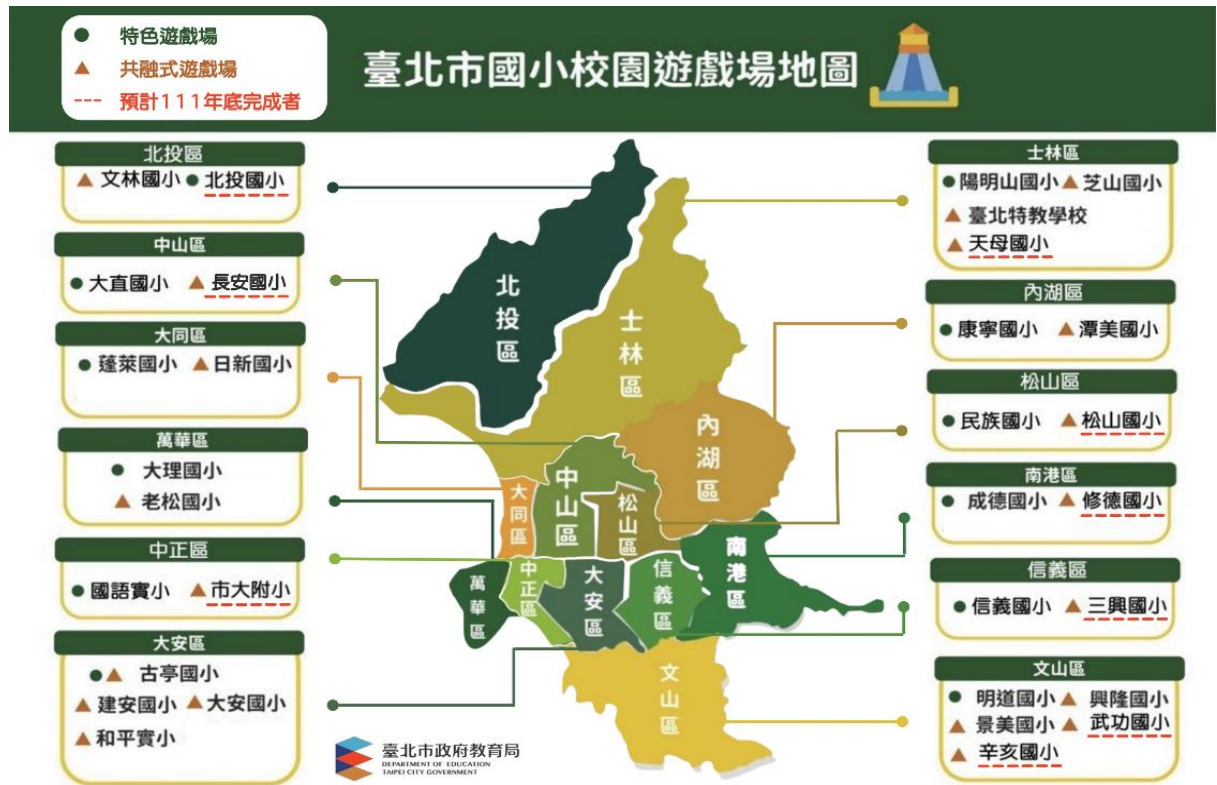 ● 特色遊戲場
▲ 共融式遊戲場
--- 預計111年底完成者
臺北市國小校園遊戲場地圖
北投區
▲ 文林國小 ● 北投國小
中山區
● 大直國小 ▲ 長安國小
大同區
● 蓬萊國小 ▲ 日新國小
萬華區
● 大理國小
▲ 老松國小
中正區
● 國語實小 ▲ 市大附小
大安區
●▲ 古亭國小
▲ 建安國小 ▲ 大安國小
▲ 和平實小
北投區
士林區
內湖區
中山區
松山區
大同區
南港區
萬華區
中正區
大安區
信義區
文山區
士林區
● 陽明山國小 ▲ 芝山國小
▲ 臺北特教學校
▲ 天母國小
內湖區
● 康寧國小 ▲ 潭美國小
松山區
● 民族國小 ▲ 松山國小
南港區
● 成德國小 ▲ 修德國小
信義區
● 信義國小 ▲ 三興國小
文山區
● 明道國小 ▲ 興隆國小
▲ 景美國小 ▲ 武功國小
▲ 辛亥國小
臺北市政府教育局
DEPARTMENT OF EDUCATION
TAIPEI CITY GOVERNMENT